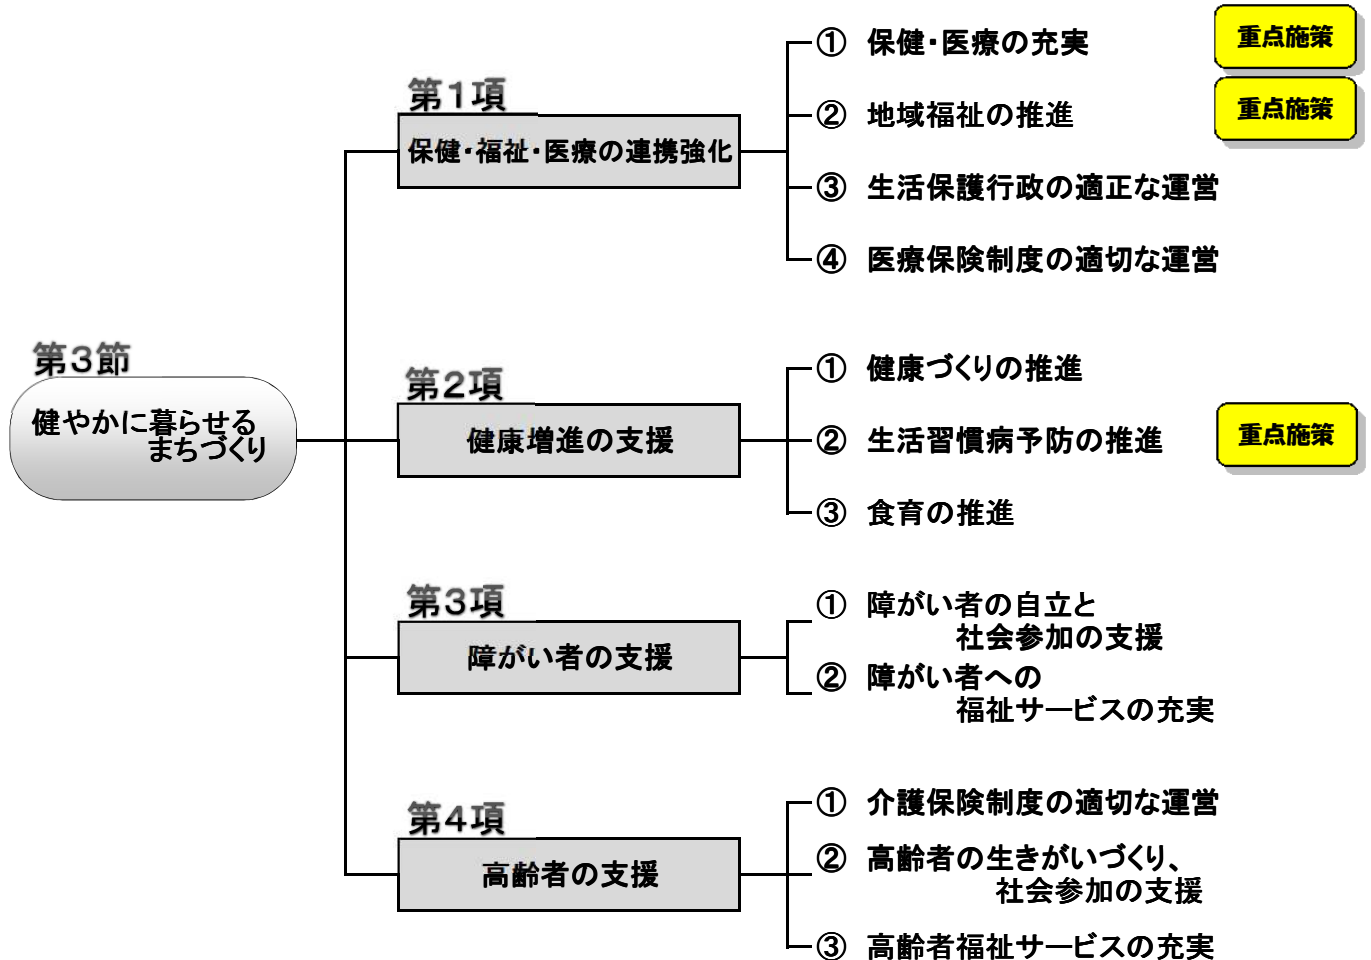 第3節
健やかに暮らせる
まちづくり
第1項
保健・福祉・医療の連携強化
① 保健・医療の充実
重点施策
② 地域福祉の推進
重点施策
③ 生活保護行政の適正な運営
④ 医療保険制度の適切な運営
第2項
健康増進の支援
① 健康づくりの推進
② 生活習慣病予防の推進
重点施策
③ 食育の推進
第3項
障がい者の支援
① 障がい者の自立と
社会参加の支援
② 障がい者への
福祉サービスの充実
第4項
高齢者の支援
① 介護保険制度の適切な運営
② 高齢者の生きがいづくり、
社会参加の支援
③ 高齢者福祉サービスの充実